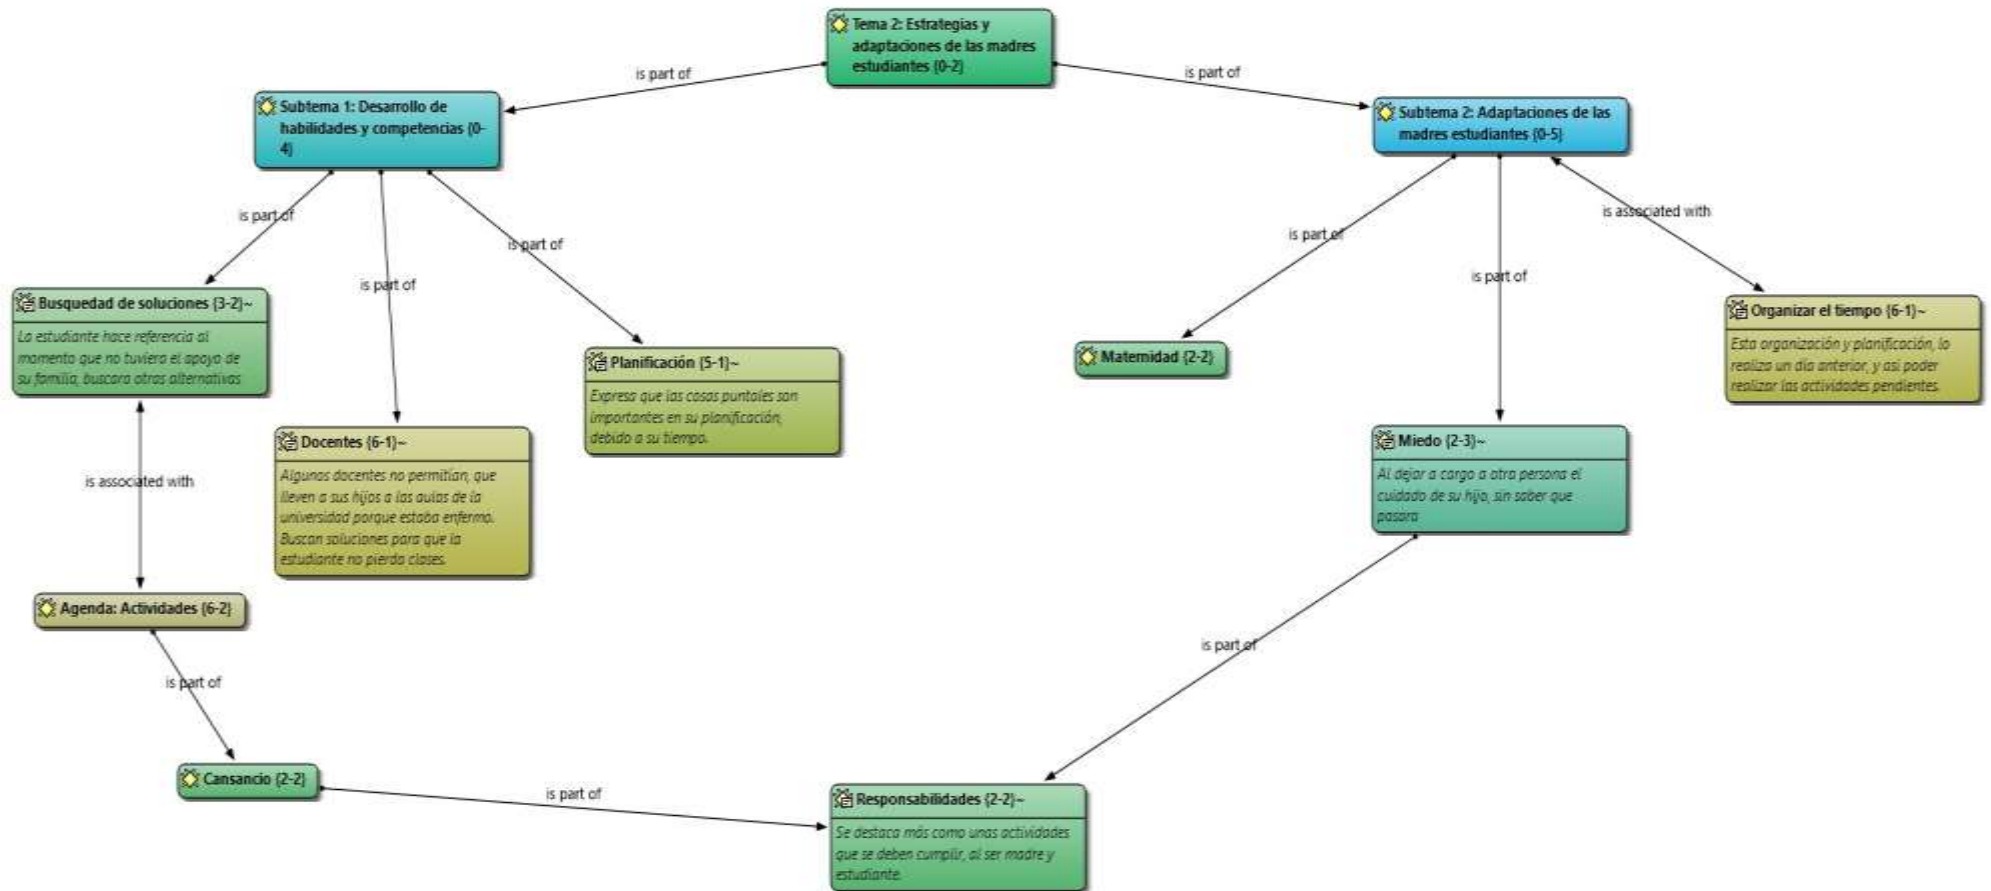 Tema 2: Estrategias y
adaptaciones de las madres
estudiantes {0-2}
is part of
is part of
Subtema 1: Desarrollo de
habilidades y competencias {0-
4}
Subtema 2: Adaptaciones de las
madres estudiantes {0-5}
is part of
is part of
is part of
is part of
is part of
is associated with
Busquedad de soluciones {3-2}~
La estudiante hace referencia al
momento que no tuviera el apoyo de
su familia, buscara otras alternativas
Planificación {5-1}~
Expresa que las cosas puntales son
importantes en su planificación,
debido a su tiempo.
Maternidad {2-2}
Organizar el tiempo {6-1}~
Esta organización y planificación, lo
realiza un día anterior, y asi poder
realizar las actividades pendientes.
Docentes {6-1}~
Algunos docentes no permitían, que
lleven a sus hijos a las aulas de la
universidad porque estaba enfermo.
Buscan soluciones para que la
estudiante no pierda clases.
Miedo {2-3}~
Al dejar a cargo a otra persona el
cuidado de su hijo, sin saber que
pasara
is associated with
Agenda: Actividades {6-2}
is part of
is part of
Cansancio {2-2}
is part of
Responsabilidades {2-2}~
Se destaca más como unas actividades
que se deben cumplir, al ser madre y
estudiante.